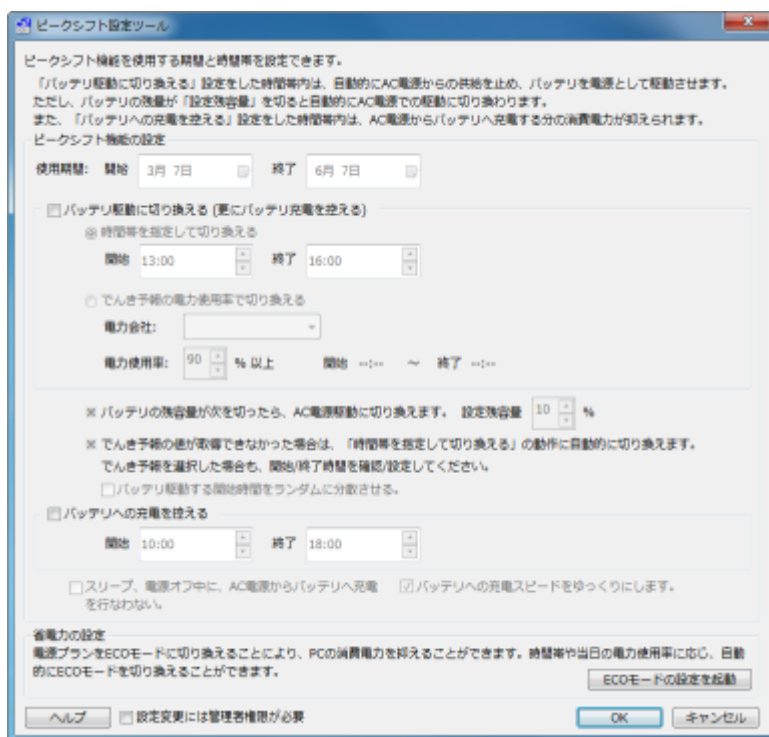 ピークシフト設定ツール
ピークシフト機能を使用する期間と時間帯を設定できます。
「バッテリ駆動に切り換える」設定をした時間帯内は、自動的にAC電源からの供給を止め、バッテリを電源として駆動させます。
ただし、バッテリの残量が「設定残容量」を切ると自動的にAC電源での駆動に切り換わります。
また、「バッテリへの充電を控える」設定をした時間帯内は、AC電源からバッテリへ充電する分の消費電力が抑えられます。
ピークシフト機能の設定
使用期間: 開始 3月 7日 終了 6月 7日
バッテリ駆動に切り換える (更にバッテリ充電を控える)
時間帯を指定して切り換える
開始 13:00 終了 16:00
でんき予報の電力使用率で切り換える
電力会社:
電力使用率: 90 % 以上 開始 --:-- ～ 終了 --:--
※ バッテリの残容量が次を切ったら、AC電源駆動に切り換えます。 設定残容量 10 %
※ でんき予報の値が取得できなかった場合は、「時間帯を指定して切り換える」の動作に自動的に切り換えます。
でんき予報を選択した場合も、開始/終了時間を確認/設定してください。
バッテリ駆動する開始時間をランダムに分散させる。
バッテリへの充電を控える
開始 10:00 終了 18:00
スリープ、電源オフ中に、AC電源からバッテリへ充電 バッテリへの充電スピードをゆっくりにします。
を行なわない。
省電力の設定
電源プランをECOモードに切り換えることにより、PCの消費電力を抑えることができます。時間帯や当日の電力使用率に応じ、自動
的にECOモードを切り換えることができます。
ECOモードの設定を起動
ヘルプ 設定変更には管理者権限が必要 OK キャンセル